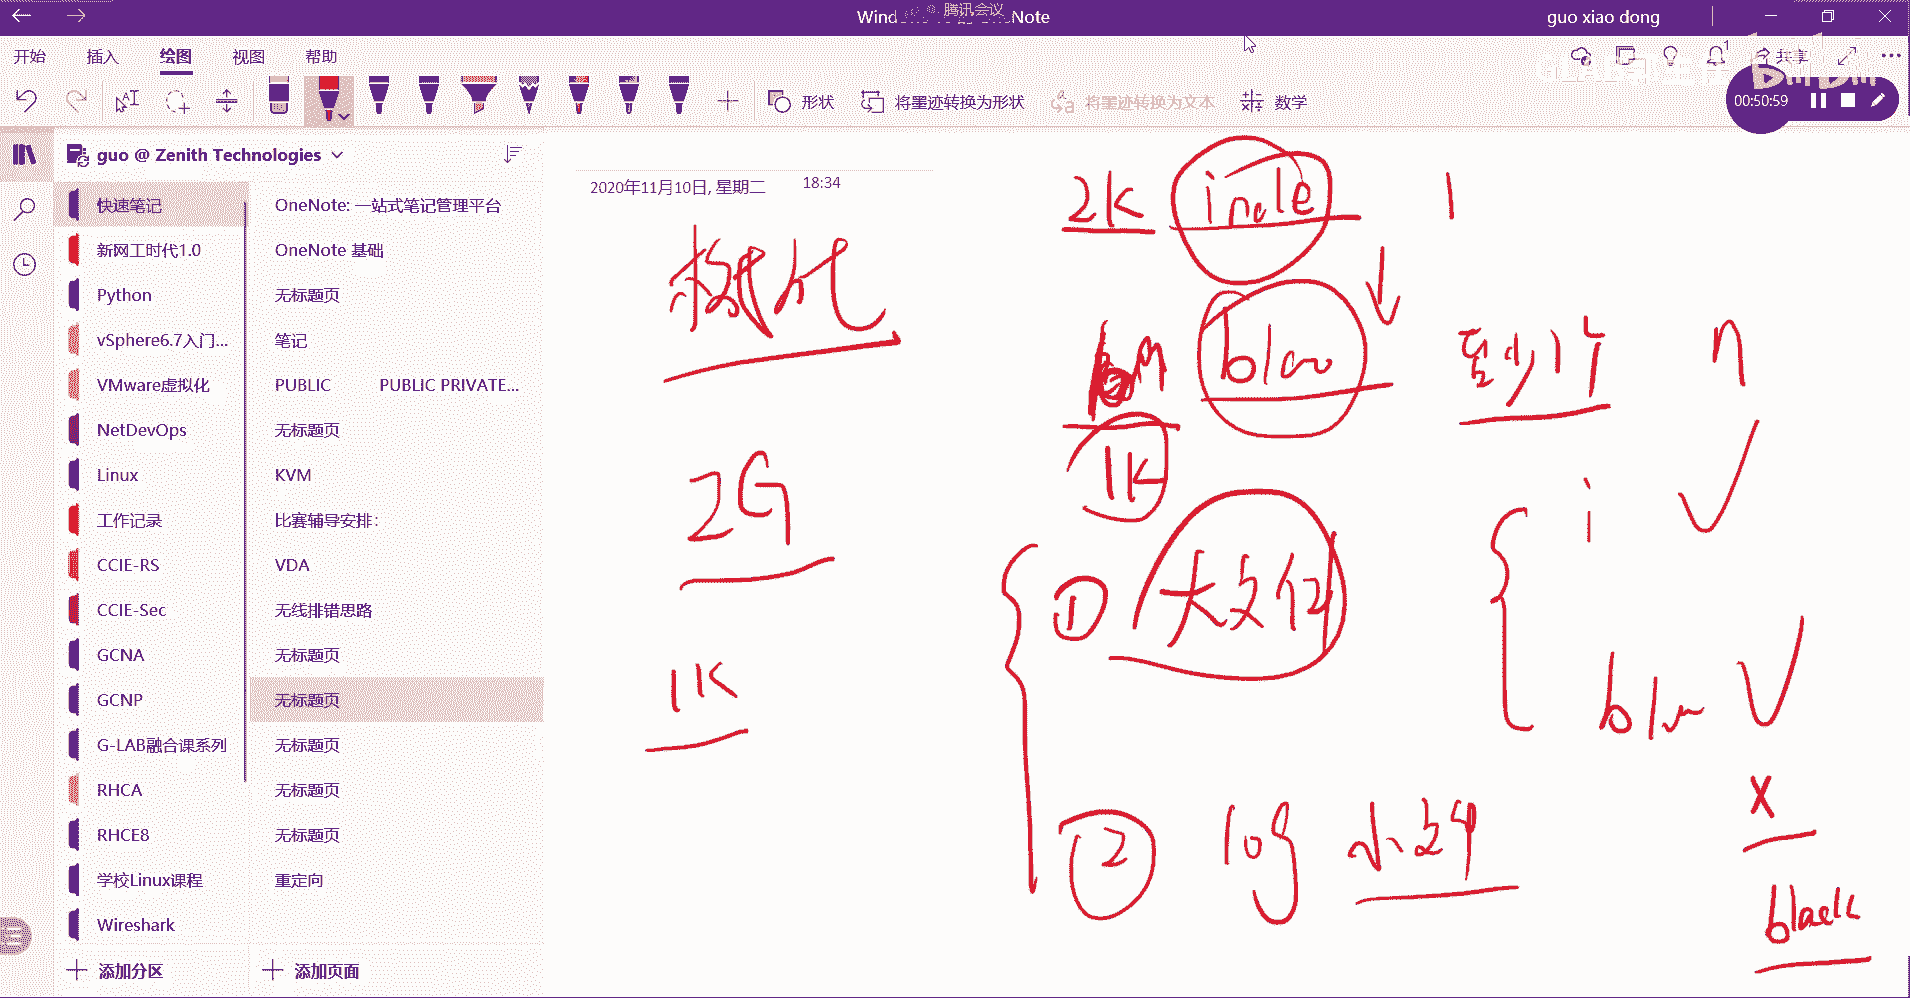 Wind
腾讯会议
Note
guo xiao dong
开始
插入
绘图
视图
帮助
共享
形状
将墨迹转换为形状
将墨迹转换为文本
数学
00:50:59
guo @ Zenith Technologies
快速笔记
新网工时代1.0
Python
vSphere6.7入门...
VMware虚拟化
NetDevOps
Linux
工作记录
CCIE-RS
CCIE-Sec
GCNA
GCNP
G-LAB融合课系列
RHCA
RHCE8
学校Linux课程
Wireshark
添加分区
OneNote: 一站式笔记管理平台
OneNote 基础
无标题页
笔记
PUBLIC PUBLIC PRIVATE...
无标题页
KVM
比赛辅导安排:
VDA
无线排错思路
无标题页
无标题页
无标题页
无标题页
无标题页
重定向
添加页面
2020年11月10日, 星期二
18:34
2K
1
至少1个
n
1K
2G
i
① 大文件
1K
② log 小文件
x